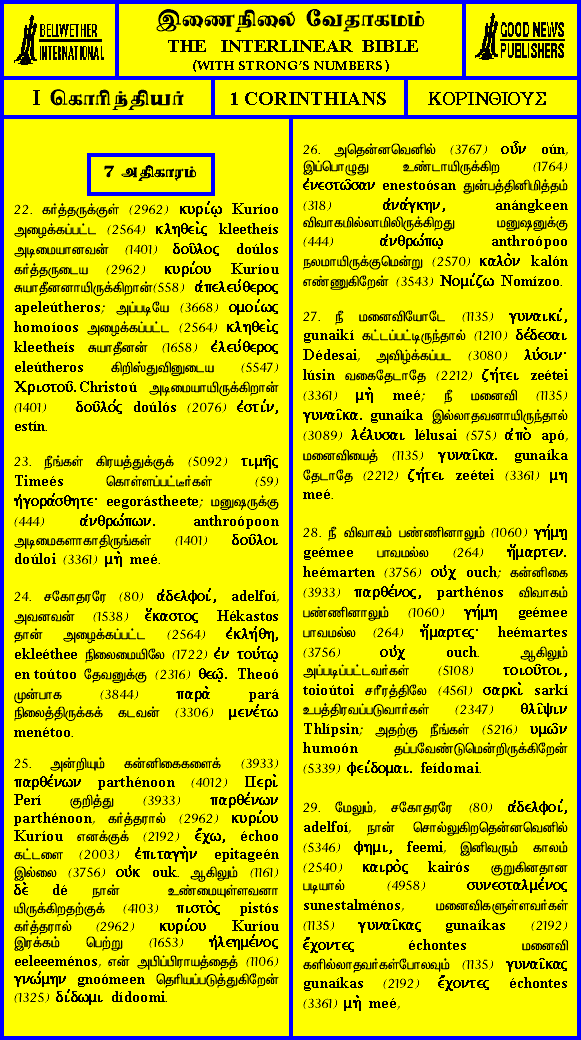 BELLWETHER
INTERNATIONAL
இணைநிலை வேதாகமம்
THE INTERLINEAR BIBLE
(WITH STRONG'S NUMBERS)
GOOD NEWS
PUBLISHERS
I கொரிந்தியர்
1 CORINTHIANS
ΚΟΡΙΝΘΙΟΥΣ
7 அதிகாரம்
22. கர்த்தருக்குள் (2962) κυρίῳ Kuríoo
அழைக்கப்பட்ட (2564) κληθεὶς kleetheís
அடிமையானவன் (1401) δοῦλος doúlos
கர்த்தருடைய (2962) κυρίου Kuríou
சுயாதீனனாயிருக்கிறான்(558) ἀπελεύθερος
apeleútheros; அப்படியே (3668) ομοίως
homoíoos அழைக்கப்பட்ட (2564) κληθεὶς
kleetheís சுயாதீனன் (1658) ἐλεύθερος
eleútheros கிறிஸ்துவினுடைய (5547)
Χριστοῦ. Christoú அடிமையாயிருக்கிறான்
(1401) δουλός doúlós (2076) ἐστίν,
estín.
23. நீங்கள் கிரயத்துக்குக் (5092) τιμῆς
Timeés கொள்ளப்பட்டீர்கள் (59)
ἠγοράσθητε· eegorástheete; மனுஷருக்கு
(444) ἀνθρώπων. anthroópoon
அடிமைகளாகாதிருங்கள் (1401) δοῦλοι
doúloi (3361) μὴ meé.
24. சகோதரரே (80) ἀδελφοί, adelfoí,
அவனவன் (1538) ἕκαστος Hékastos
தான் அழைக்கப்பட்ட (2564) ἐκλήθη,
ekleéthee நிலைமையிலே (1722) ἐν τούτῳ
en toútoo தேவனுக்கு (2316) θεῷ. Theoó
முன்பாக (3844) παρὰ pará
நிலைத்திருக்கக் கடவன் (3306) μενέτω
menétoo.
25. அன்றியும் கன்னிகைகளைக் (3933)
παρθένων parthénoon (4012) Περὶ
Perí குறித்து (3933) παρθένων
parthénoon, கர்த்தரால் (2962) κυρίου
Kuríou எனக்குக் (2192) ἔχω, échoo
கட்டளை (2003) ἐπιταγὴν epitageén
இல்லை (3756) οὐκ ouk. ஆகிலும் (1161)
δὲ dé நான் உண்மையுள்ளவனா
யிருக்கிறதற்குக் (4103) πιστὸς pistós
கர்த்தரால் (2962) κυρίου Kuríou
இரக்கம் பெற்று (1653) ἠλεημένος
eeleeeménos, என் அபிப்பிராயத்தைத் (1106)
γνώμην gnoómeen தெரியப்படுத்துகிறேன்
(1325) δίδωμι dídoomi.
26. அதென்னவெனில் (3767) οὖν oún,
இப்பொழுது உண்டாயிருக்கிற (1764)
ἐνεστῶσαν enestoósan துன்பத்தினிமித்தம்
(318) ἀνάγκην, anángkeen
விவாகமில்லாமிலிருக்கிறது மனுஷனுக்கு
(444) ἀνθρώπῳ anthroópoo
நலமாயிருக்குமென்று (2570) καλὸν kalón
எண்ணுகிறேன் (3543) Νομίζω Nomízoo.
27. நீ மனைவியோடே (1135) γυναικί,
gunaikí கட்டப்பட்டிருந்தால் (1210) δέδεσαι
Dédesai, அவிழ்க்கப்பட (3080) λύσιν·
lúsin வகைதேடாதே (2212) ζήτει zeétei
(3361) μὴ meé; நீ மனைவி (1135)
γυναῖκα. gunaíka இல்லாதவனாயிருந்தால்
(3089) λέλυσαι lélusai (575) ἀπὸ apó,
மனைவியைத் (1135) γυναῖκα. gunaíka
தேடாதே (2212) ζήτει zeétei (3361) μη
meé.
28. நீ விவாகம் பண்ணினாலும் (1060) γήμῃ
geémee பாவமல்ல (264) ἥμαρτεν.
heémarten (3756) οὐχ ouch; கன்னிகை
(3933) παρθένος, parthénos விவாகம்
பண்ணினாலும் (1060) γήμη geémee
பாவமல்ல (264) ἥμαρτες· heémartes
(3756) οὐχ ouch. ஆகிலும்
அப்படிப்பட்டவர்கள் (5108) τοιοῦτοι,
toioútoi சரீரத்திலே (4561) σαρκὶ sarkí
உபத்திரவப்படுவார்கள் (2347) θλῖψιν
Thlípsin; அதற்கு நீங்கள் (5216) υμῶν
humoón தப்பவேண்டுமென்றிருக்கிறேன்
(5339) φείδομαι. feídomai.
29. மேலும், சகோதரரே (80) ἀδελφοί,
adelfoí, நான் சொல்லுகிறதென்னவெனில்
(5346) φημι, feemi, இனிவரும் காலம்
(2540) καιρὸς kairós குறுகினதான
படியால் (4958) συνεσταλμένος
sunestalménos, மனைவிகளுள்ளவர்கள்
(1135) γυναῖκας gunaíkas (2192)
ἔχοντες échontes மனைவி
களில்லாதவர்கள்போலவும் (1135) γυναῖκας
gunaíkas (2192) ἔχοντες échontes
(3361) μὴ meé,